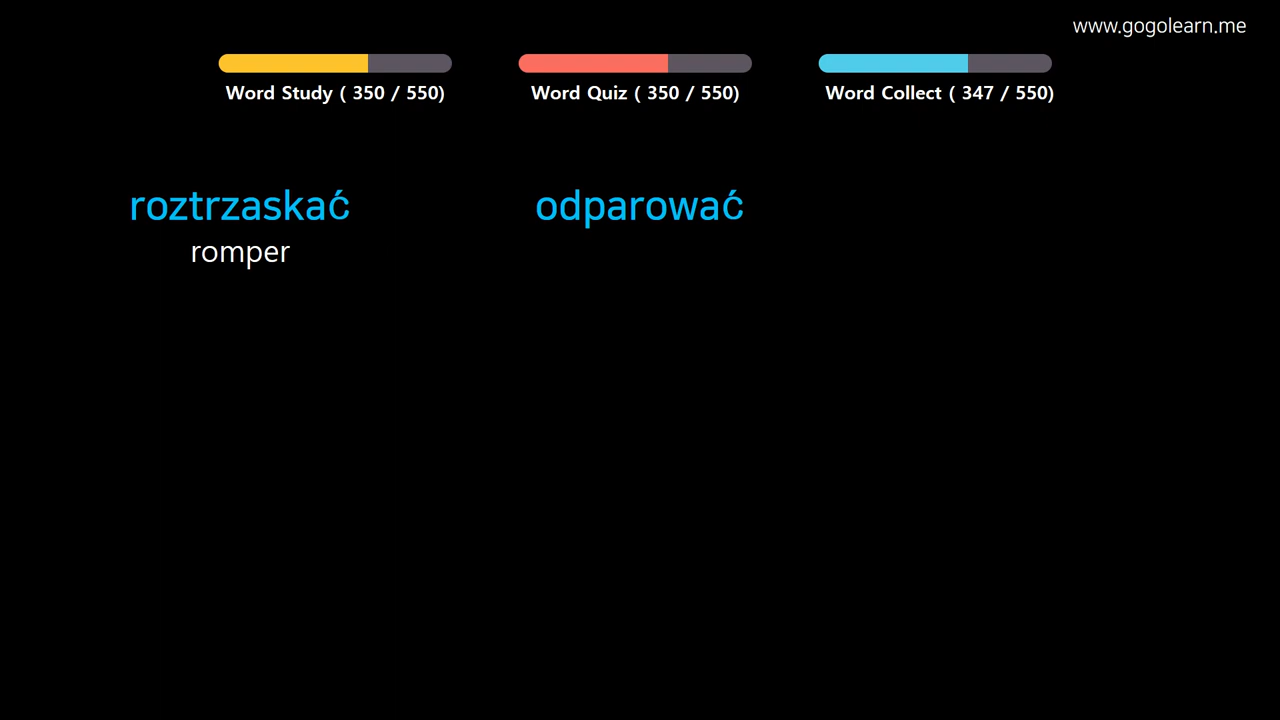 www.gogolearn.me
Word Study ( 350 / 550)
Word Quiz ( 350 / 550)
Word Collect ( 347 / 550)
roztrzaskać
romper
odparować